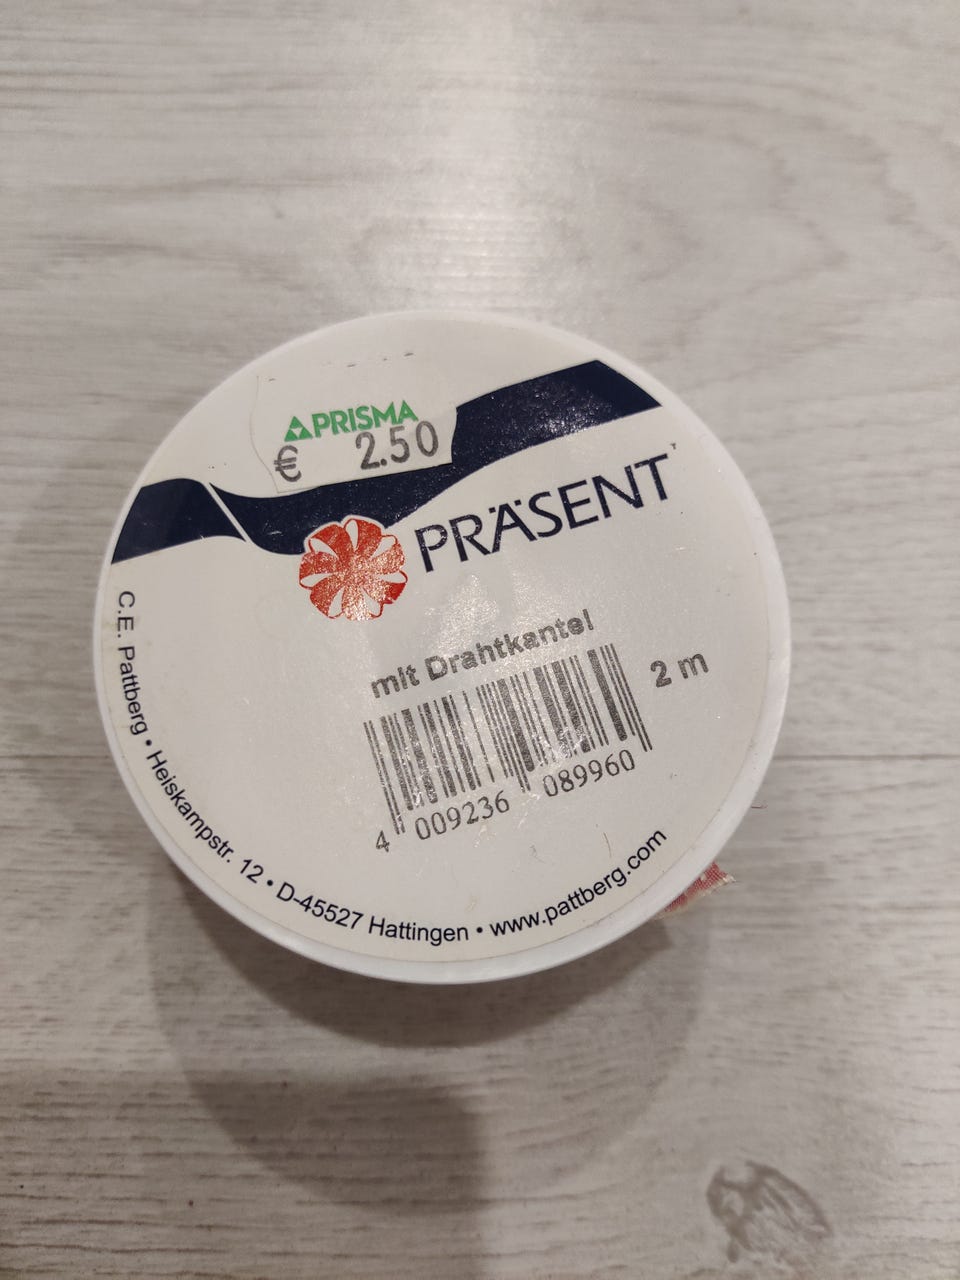 PRISMA
€ 2.50
PRÄSENT
mit Drahtkante!
2 m
4 009236 089960
C.E. Pattberg • Heiskampstr. 12 • D-45527 Hattingen • www.pattberg.com